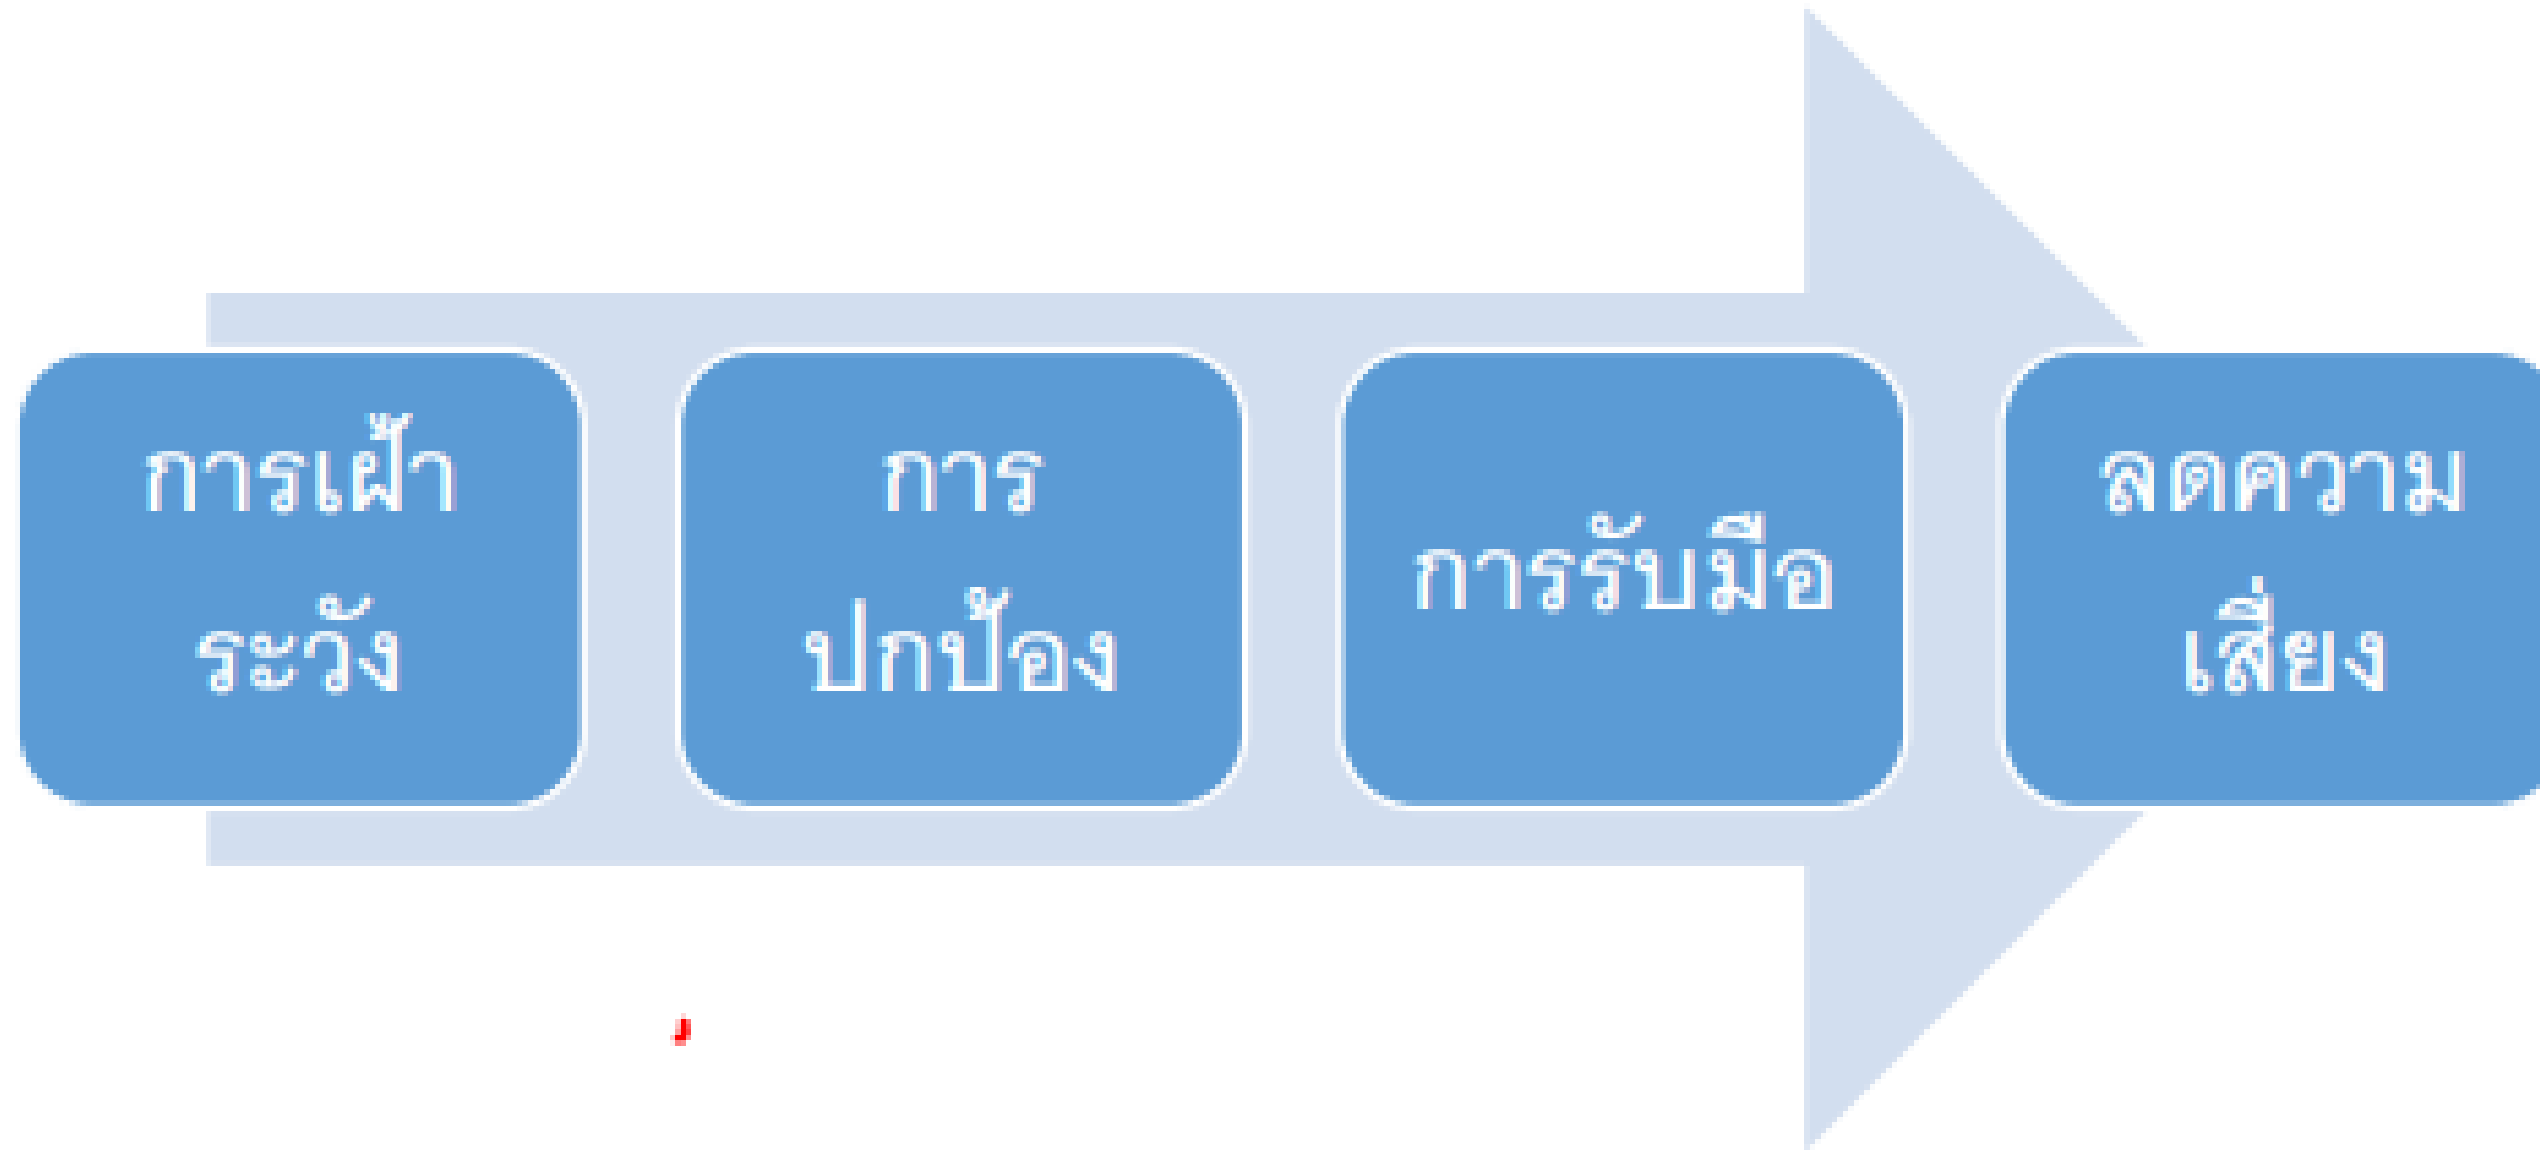 การเฝ้า
ระวัง
การ
ปกป้อง
การรับมือ
ลดความ
เสี่ยง